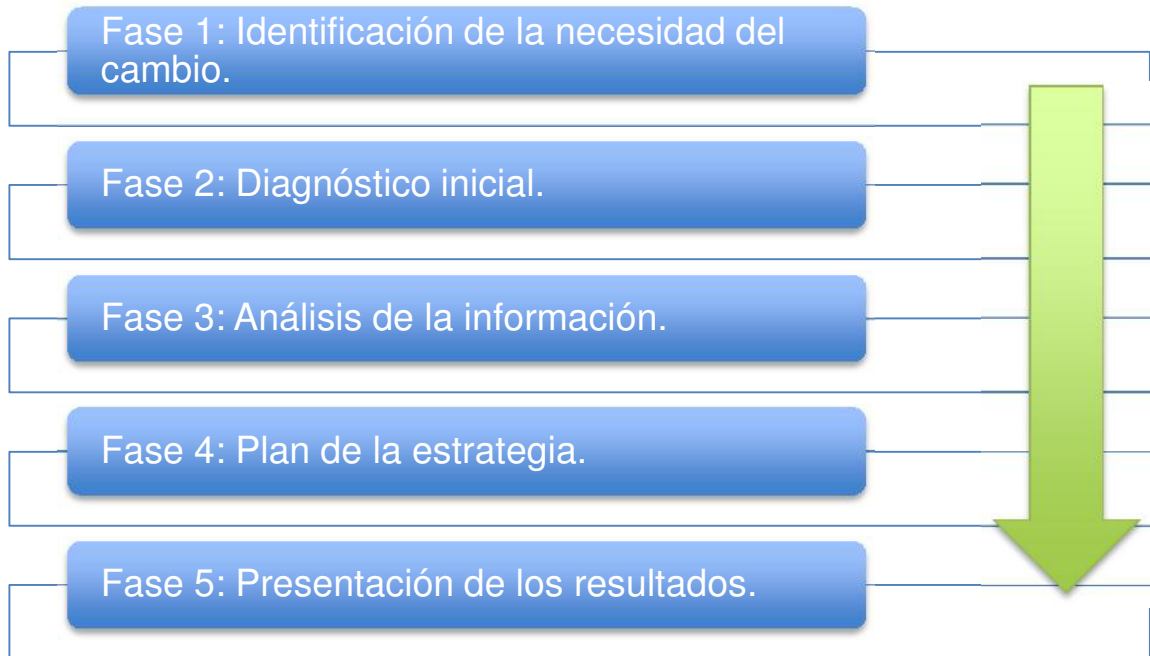 Fase 1: Identificación de la necesidad del
cambio.
Fase 2: Diagnóstico inicial.
Fase 3: Análisis de la información.
Fase 4: Plan de la estrategia.
Fase 5: Presentación de los resultados.